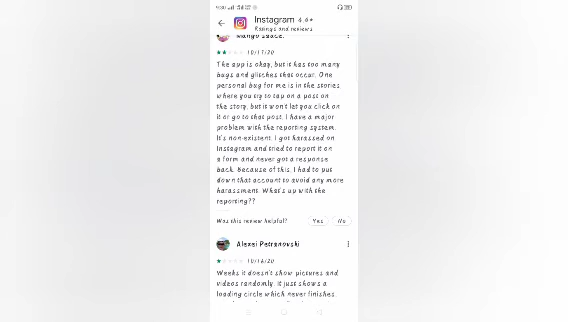 9:30
Instagram 4.0★
Ratings and reviews
10/17/20
The app is okay, but it has too many
bugs and glitches that occur. One
personal bug for me is in the stories
where you try to tap on a post on
the story, but it won't let you click on
it or go to that post. I have a major
problem with the reporting system.
It's non-existent. I got harassed on
Instagram and tried to report it on
a form and never got a response
back. Because of this, I had to put
down that account to avoid any more
harassment. What's up with the
reporting??
Was this review helpful? Yes No
Alexei Petranovski
10/16/20
Weeks it doesn't show pictures and
videos randomly. It just shows a
loading circle which never finishes.